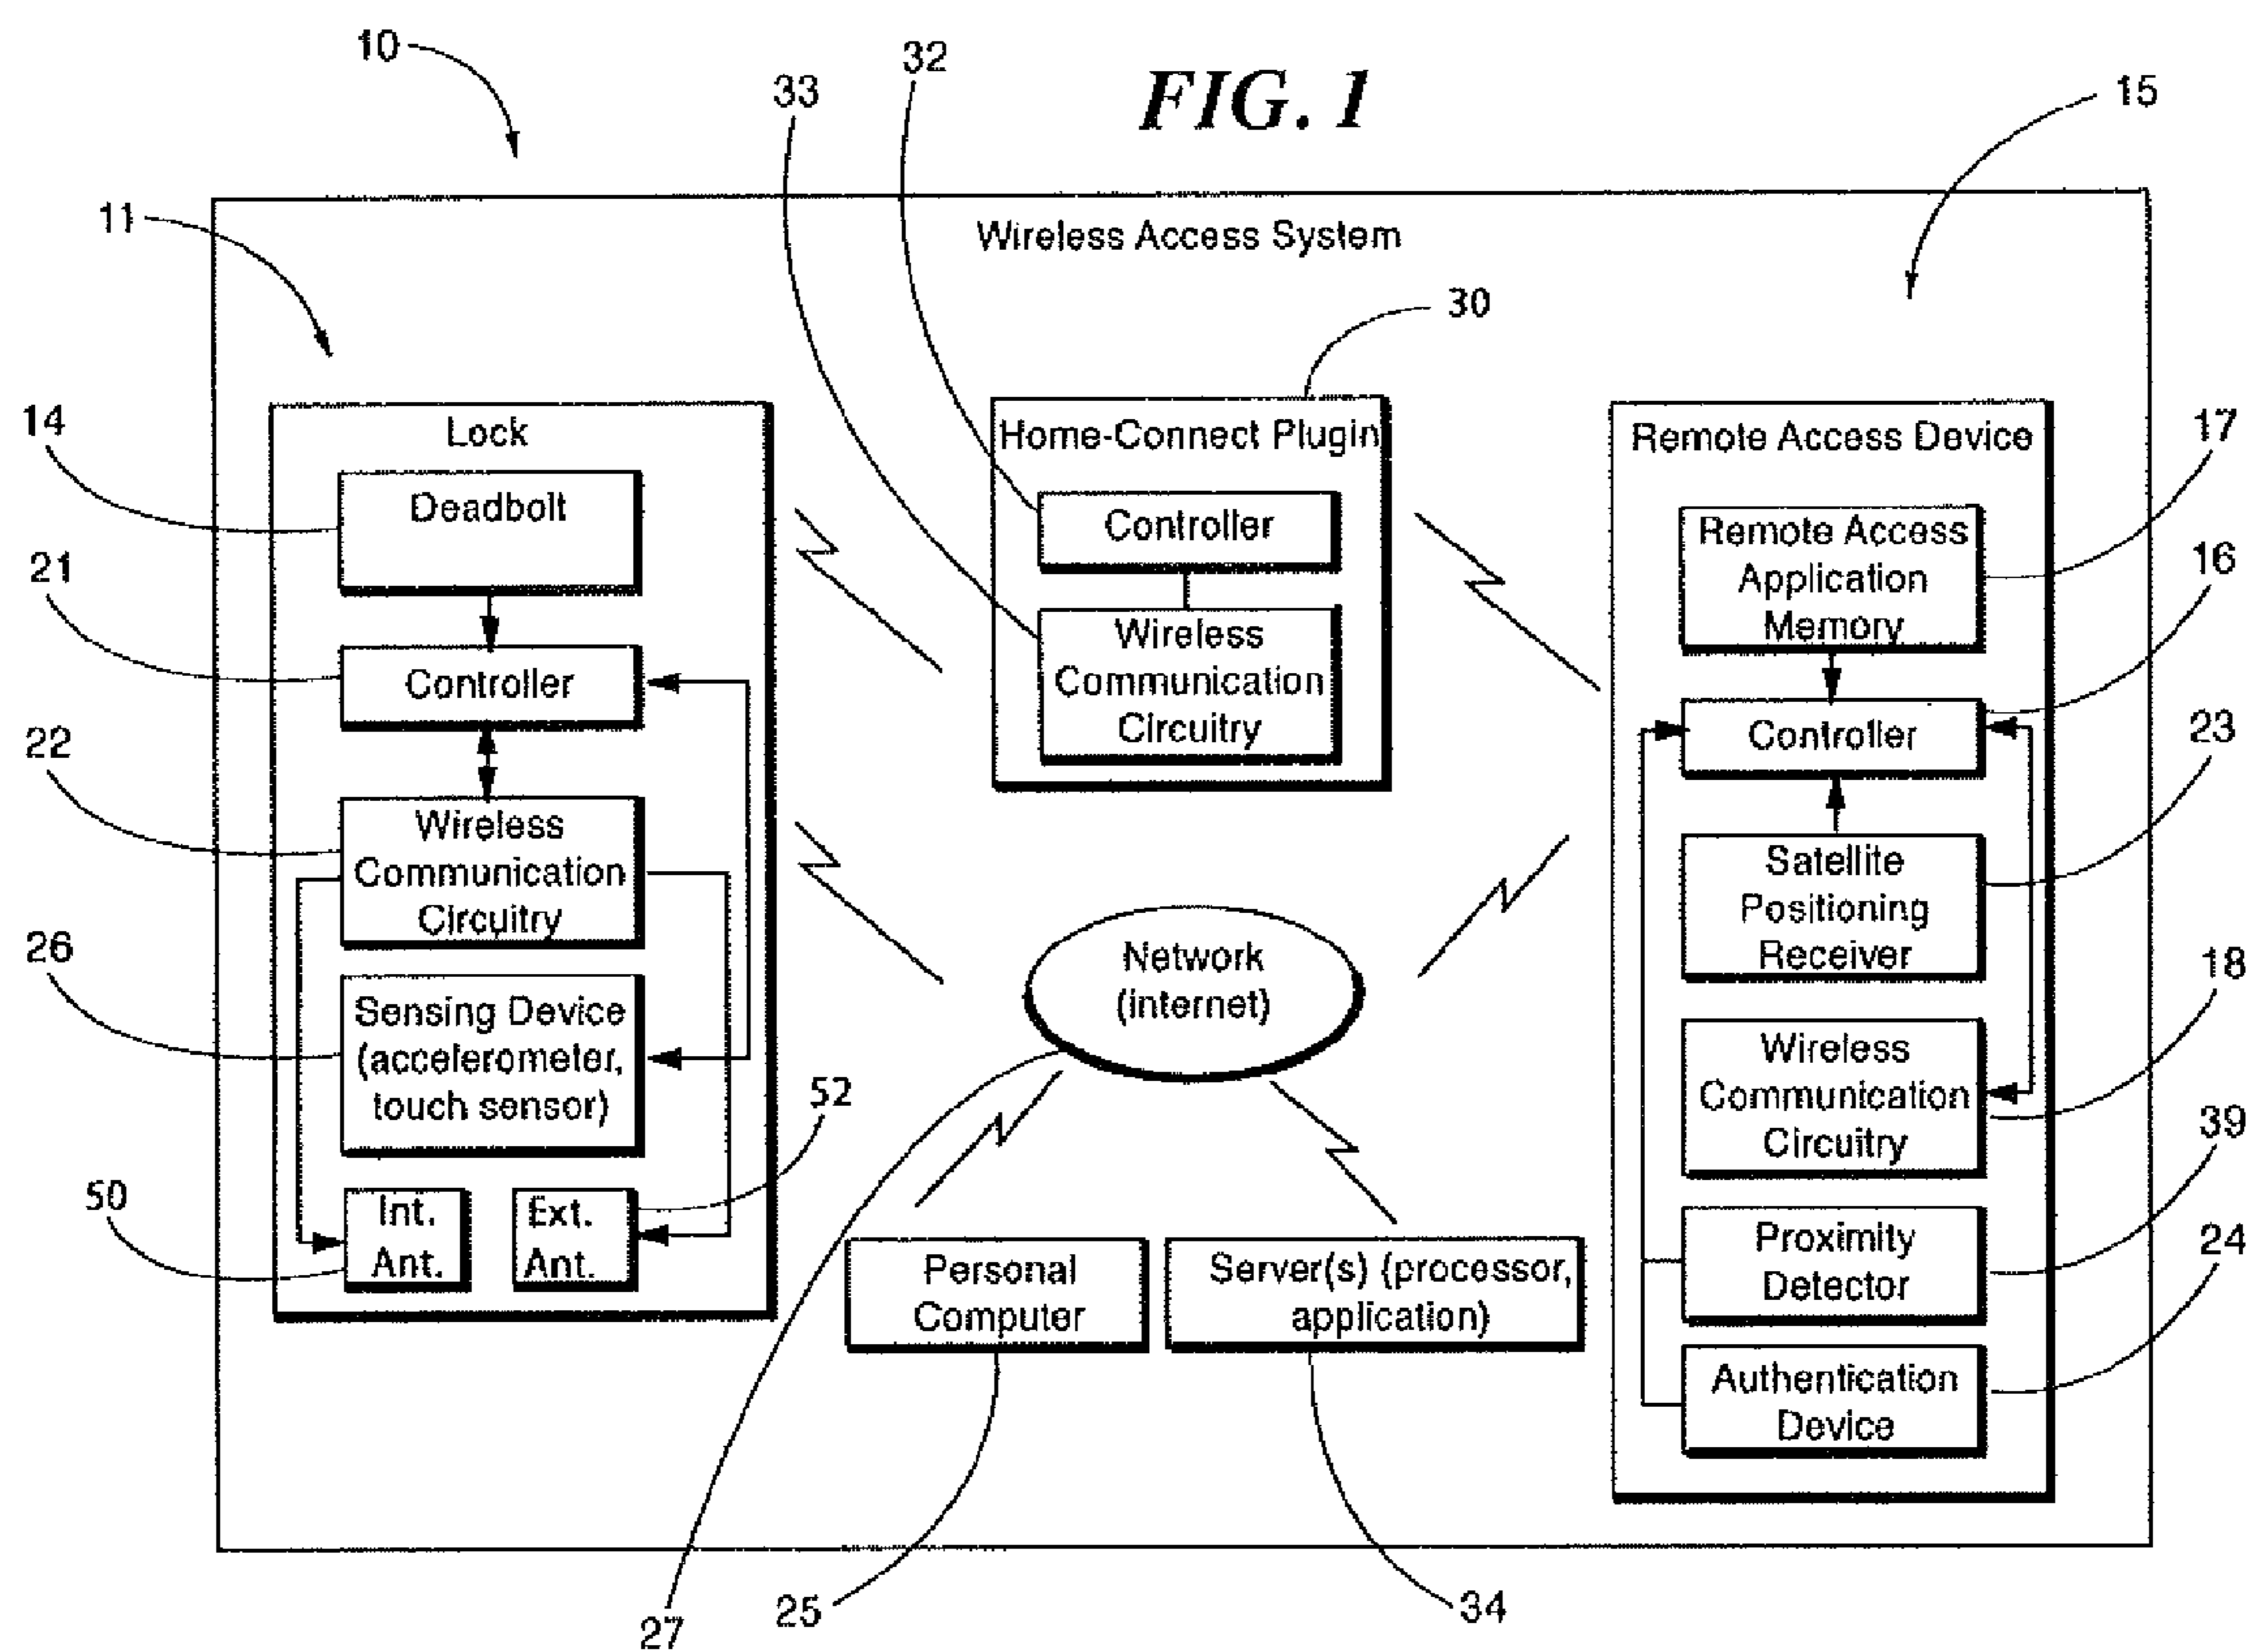 FIG. 1
10
32
33
15
11
Wireless Access System
30
14
Lock
Deadbolt
21
Controller
22
Wireless
Communication
Circuitry
26
Sensing Device
(accelerometer,
touch sensor)
52
50
Int.
Ant.
Ext.
Ant.
Home-Connect Plugin
Controller
Wireless
Communication
Circuitry
Network
(internet)
Personal
Computer
Server(s) (processor,
application)
27
25
34
Remote Access Device
17
Remote Access
Application
Memory
16
Controller
23
Satellite
Positioning
Receiver
18
Wireless
Communication
Circuitry
39
Proximity
Detector
24
Authentication
Device